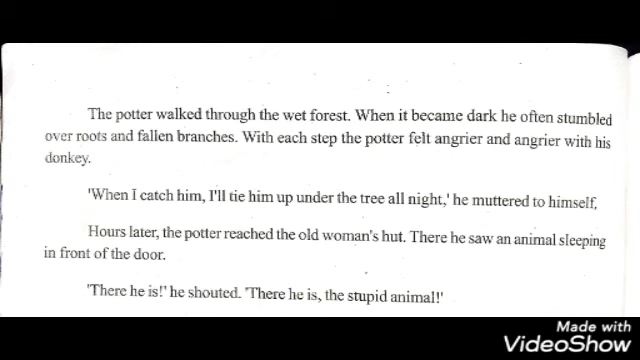 The potter walked through the wet forest. When it became dark he often stumbled
over roots and fallen branches. With each step the potter felt angrier and angrier with his
donkey.
'When I catch him, I'll tie him up under the tree all night,' he muttered to himself,
Hours later, the potter reached the old woman's hut. There he saw an animal sleeping
in front of the door.
'There he is!' he shouted. 'There he is, the stupid animal!'
Made with
VideoShow